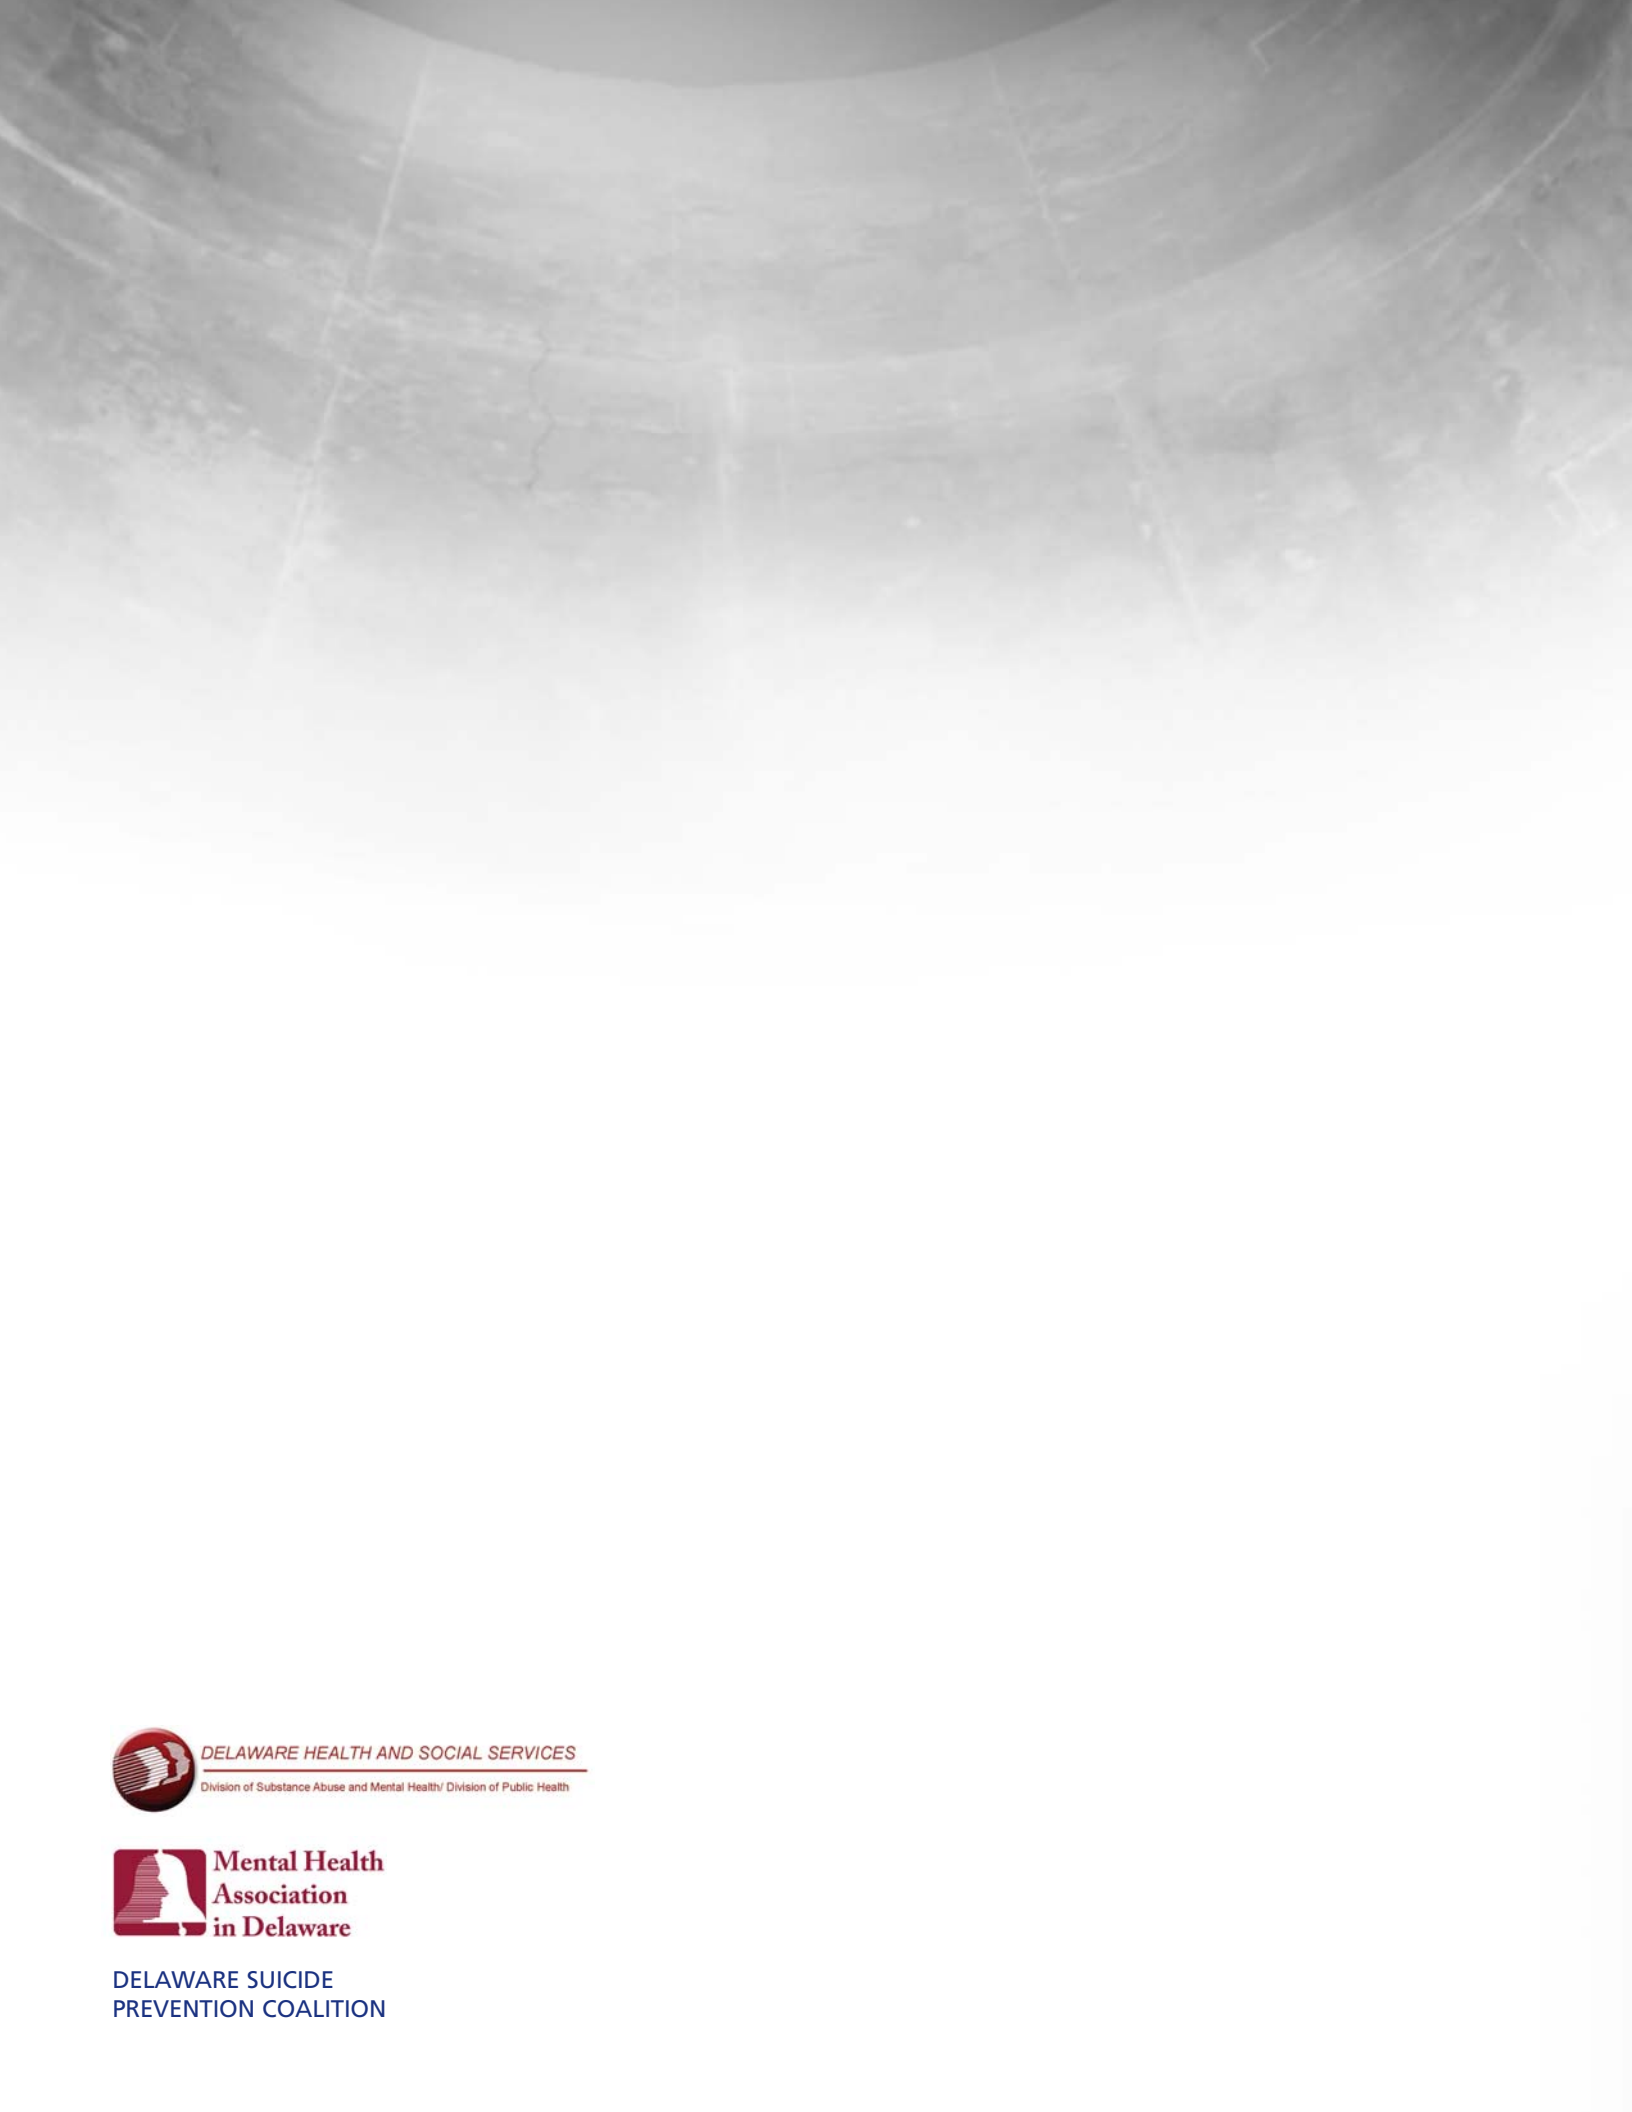 DELAWARE HEALTH AND SOCIAL SERVICES
Division of Substance Abuse and Mental Health/ Division of Public Health
Mental Health
Association
in Delaware
DELAWARE SUICIDE
PREVENTION COALITION